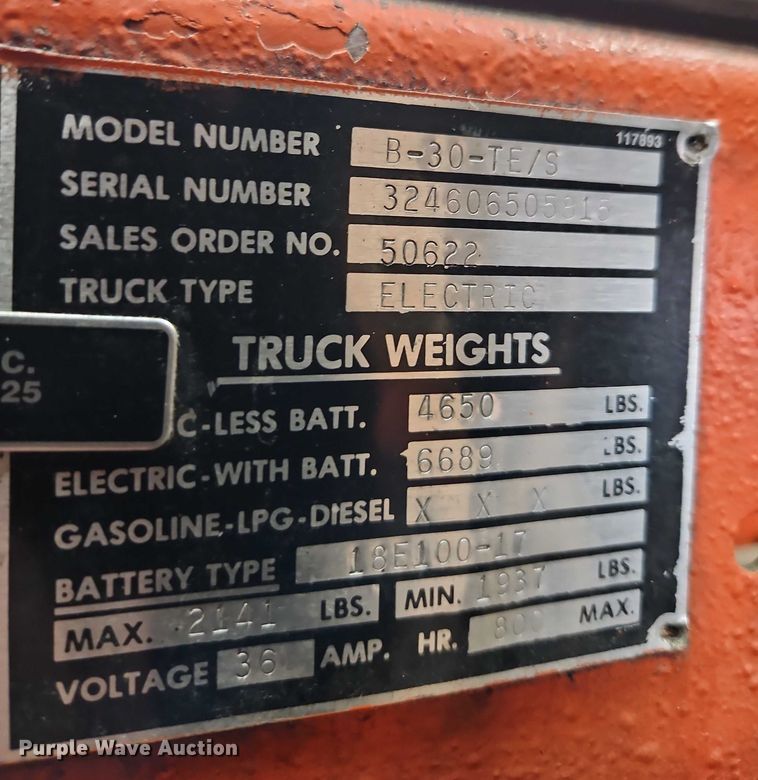 117893
MODEL NUMBER B-30-TE/S
SERIAL NUMBER
SALES ORDER NO. 50622
TRUCK TYPE ELECTRIC
TRUCK WEIGHTS
C.
25
C-LESS BATT. 4650 LBS.
ELECTRIC-WITH BATT. 6689 LBS.
GASOLINE-LPG-DIESEL X X X LBS.
BATTERY TYPE 18E100-17
MAX. 2141 LBS. MIN. 1937 LBS.
VOLTAGE 36 AMP. HR. 800 MAX.
Purple Wave Auction